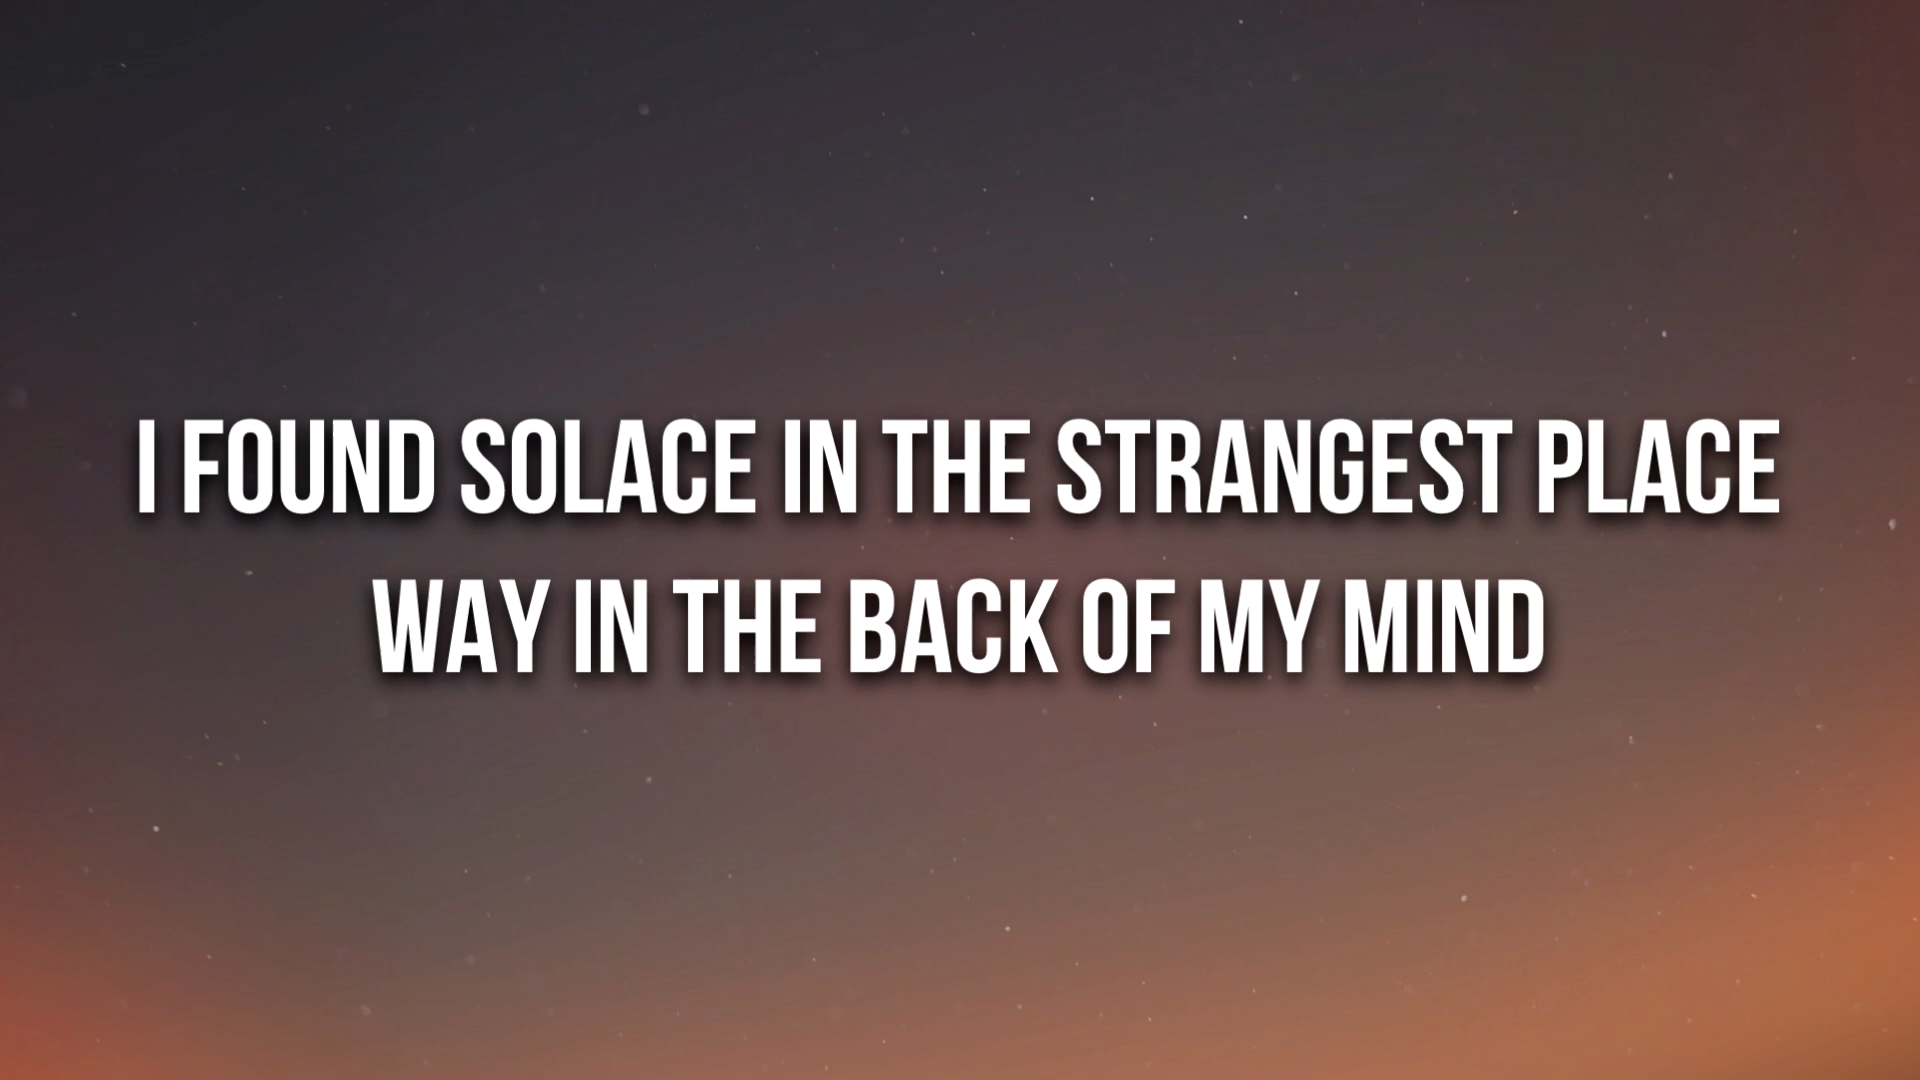 I FOUND SOLACE IN THE STRANGEST PLACE
WAY IN THE BACK OF MY MIND